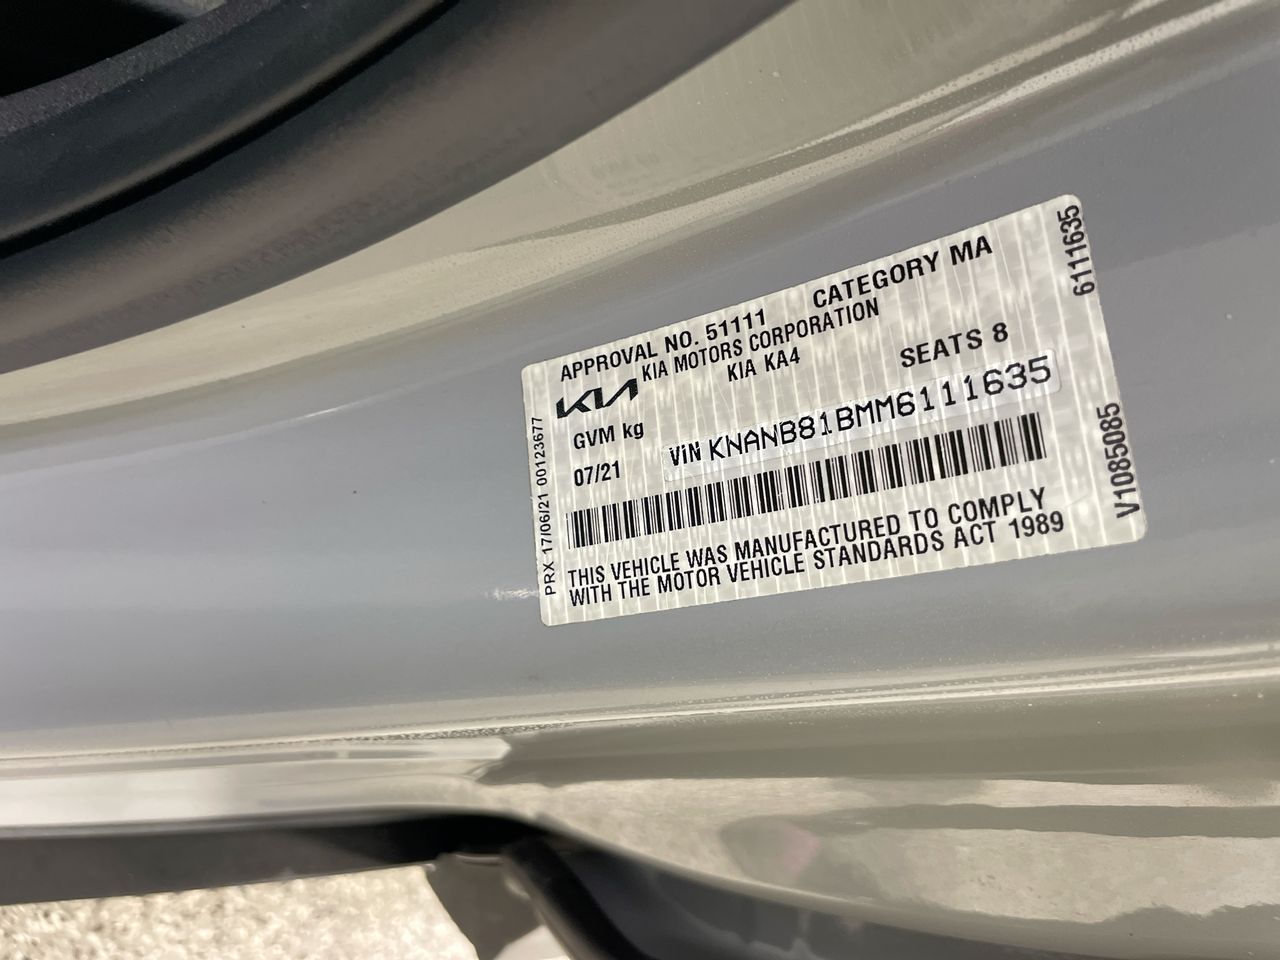 APPROVAL NO. 51111 CATEGORY MA
KIA MOTORS CORPORATION
KIA KIA KA4 SEATS 8
GVM kg
07/21 VIN KNANB81BMM6111635
THIS VEHICLE WAS MANUFACTURED TO COMPLY
WITH THE MOTOR VEHICLE STANDARDS ACT 1989
PRX 17/06/21 00123677
6111635
V1085085